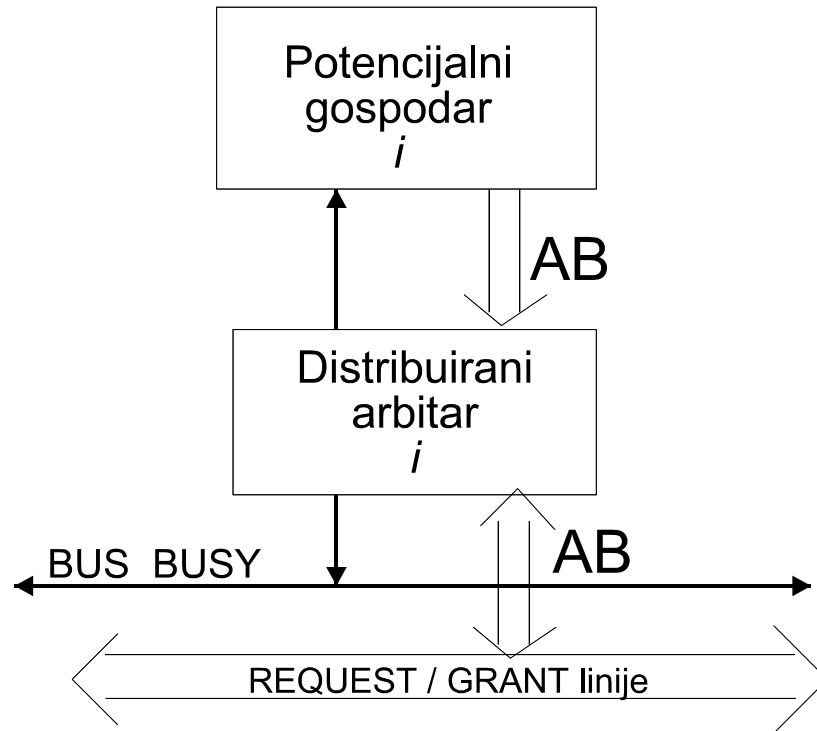 Potencijalni
gospodar
i
AB
Distribuirani
arbitar
i
AB
BUS BUSY
REQUEST / GRANT linije